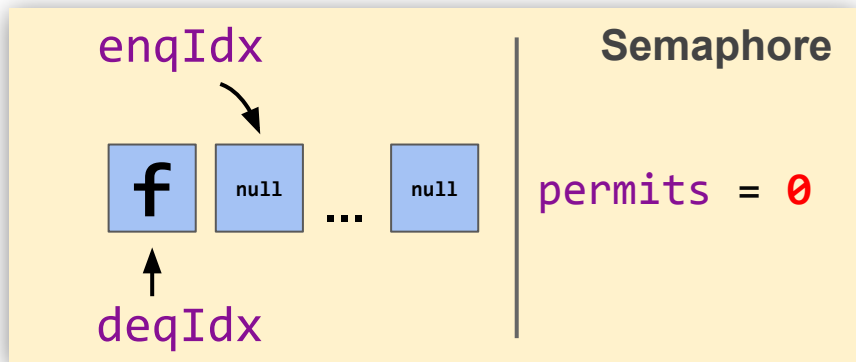 enqIdx
Semaphore
f
null
...
null
permits = 0
deqIdx